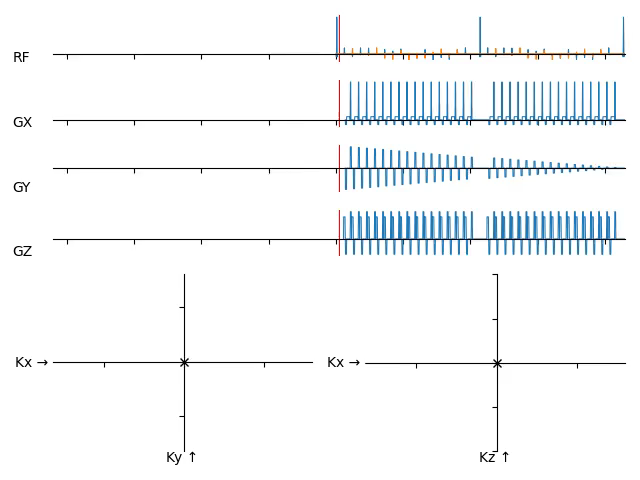 RF
GX
GY
GZ
Kx →
Kx →
Ky ↑
Kz ↑